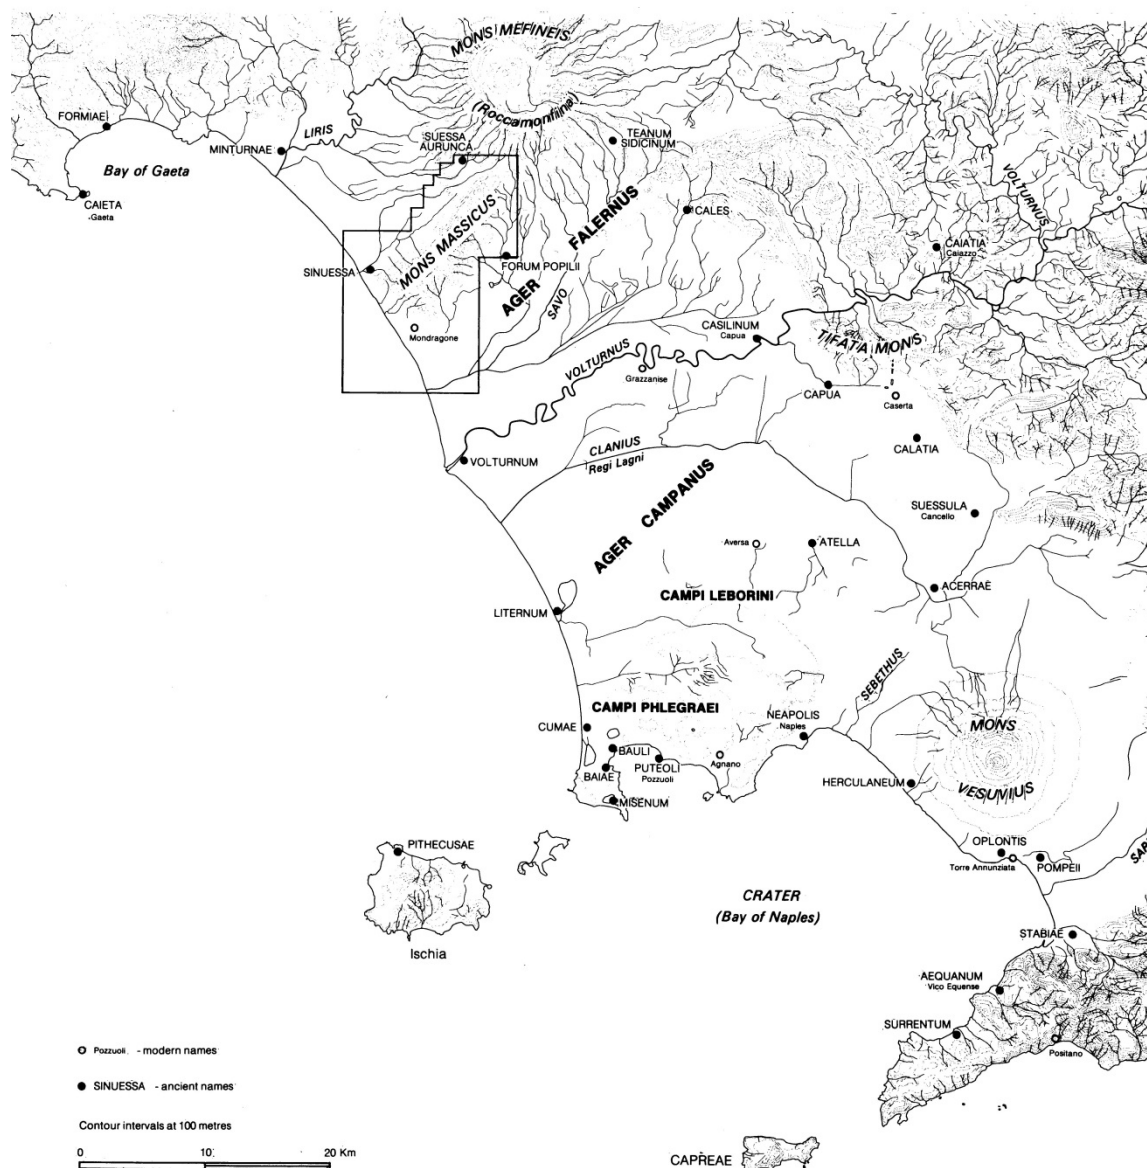 MONS MEFINEIS
(Roccamonfina)
FORMIAE
LIRIS
MINTURNAE
SUESSA
AURUNCA
TEANUM
SIDICINUM
Bay of Gaeta
CAIETA
Gaeta
MONS MASSICUS
FALERNUS
CALES
VOLTURNUS
CAIATIA
Caiazzo
SINUESSA
FORUM POPILII
AGER
SAVO
Mondragone
CASILINUM
Capua
TIFATA MONS
VOLTURNUS
Grazzanise
CAPUA
Caserta
CALATIA
VOLTURNUM
CLANIUS
Regi Lagni
AGER CAMPANUS
SUESSULA
Cancello
Aversa
ATELLA
CAMPI LEBORINI
ACERRAE
LITERNUM
SEBETHUS
CAMPI PHLEGRAEI
CUMAE
NEAPOLIS
Naples
MONS
VESUVIUS
BAULI
PUTEOLI
Pozzuoli
Agnano
BAIAE
MISENUM
HERCULANEUM
PITHECUSAE
OPLONTIS
Torre Annunziata
POMPEII
SAR
CRATER
(Bay of Naples)
STABIAE
Ischia
AEQUANUM
Vico Equense
SURRENTUM
Positano
Pozzuoli - modern names
SINUESSA - ancient names
Contour intervals at 100 metres
0 10 20 Km
CAPREAE